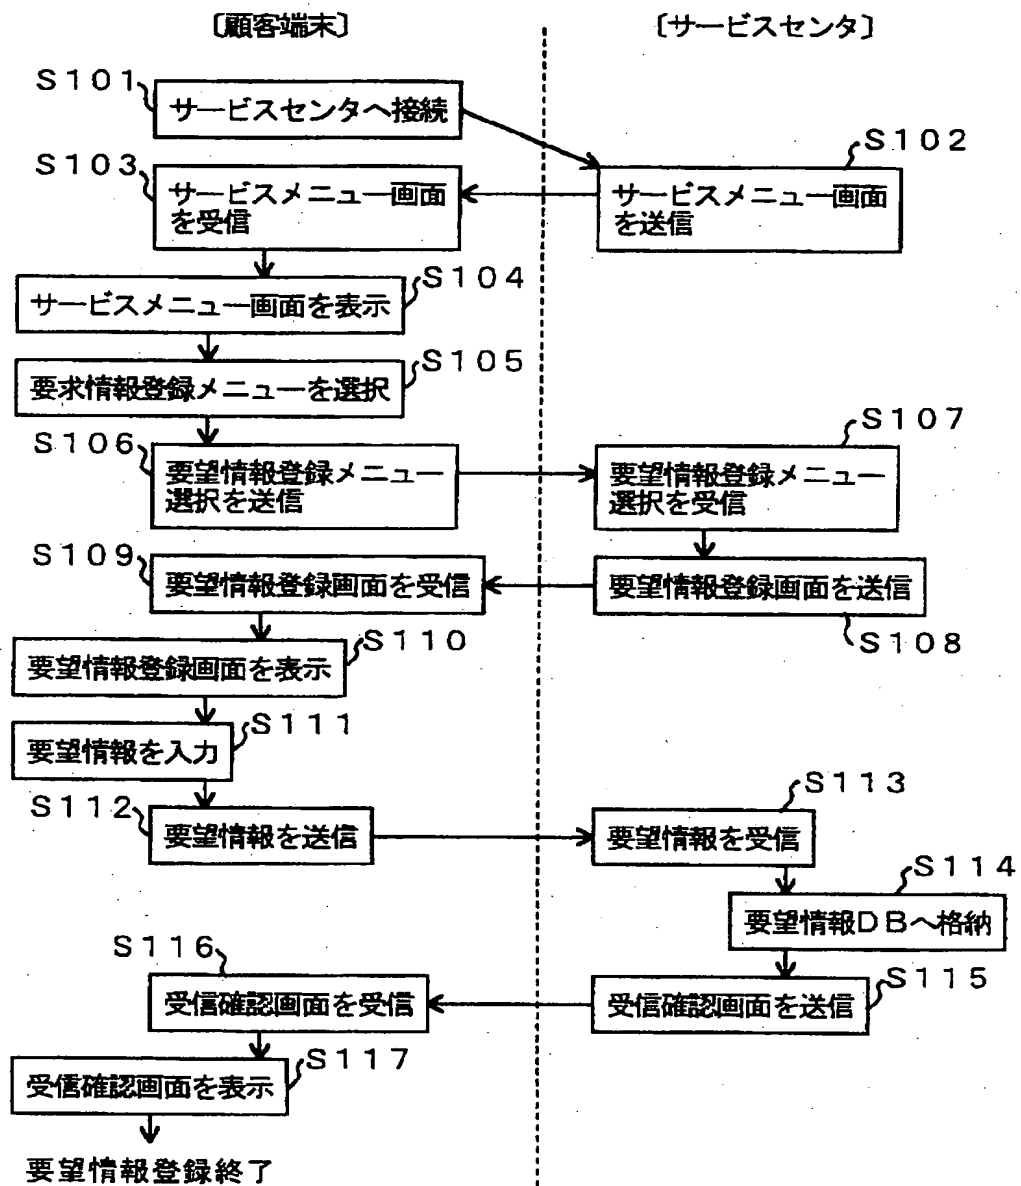 〔顧客端末〕
〔サービスセンタ〕
S101
サービスセンタへ接続
S102
サービスメニュー画面
を送信
S103
サービスメニュー画面
を受信
S104
サービスメニュー画面を表示
S105
要求情報登録メニューを選択
S106
要望情報登録メニュー
選択を送信
S107
要望情報登録メニュー
選択を受信
要望情報登録画面を送信
S108
S109
要望情報登録画面を受信
S110
要望情報登録画面を表示
S111
要望情報を入力
S112
要望情報を送信
S113
要望情報を受信
S114
要望情報DBへ格納
S115
受信確認画面を送信
S116
受信確認画面を受信
S117
受信確認画面を表示
要望情報登録終了